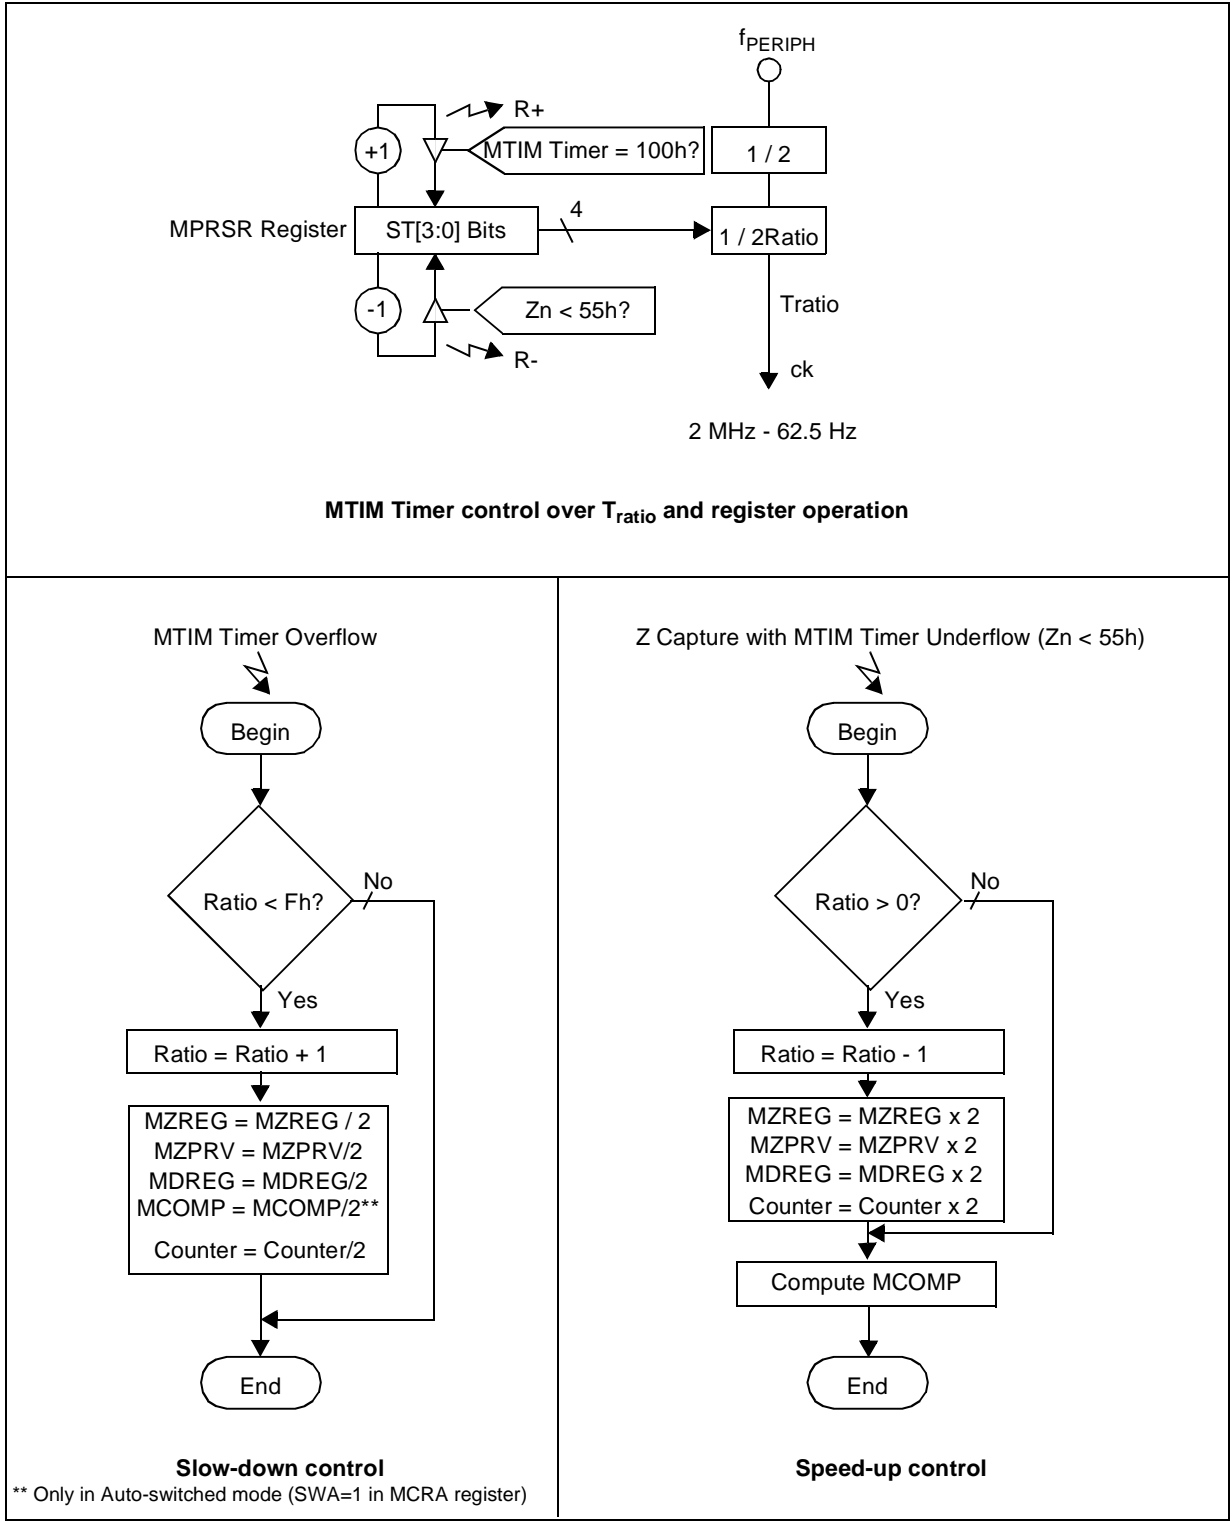 fPERIPH
R+
+1
MTIM Timer = 100h?
1 / 2
4
MPRSR Register
ST[3:0] Bits
1 / 2Ratio
-1
Zn < 55h?
Tratio
R-
ck
2 MHz - 62.5 Hz
MTIM Timer control over Tratio and register operation
MTIM Timer Overflow
Begin
Ratio < Fh?
No
Yes
Ratio = Ratio + 1
MZREG = MZREG / 2
MZPRV = MZPRV/2
MDREG = MDREG/2
MCOMP = MCOMP/2**
Counter = Counter/2
End
Slow-down control
** Only in Auto-switched mode (SWA=1 in MCRA register)
Z Capture with MTIM Timer Underflow (Zn < 55h)
Begin
Ratio > 0?
No
Yes
Ratio = Ratio - 1
MZREG = MZREG x 2
MZPRV = MZPRV x 2
MDREG = MDREG x 2
Counter = Counter x 2
Compute MCOMP
End
Speed-up control